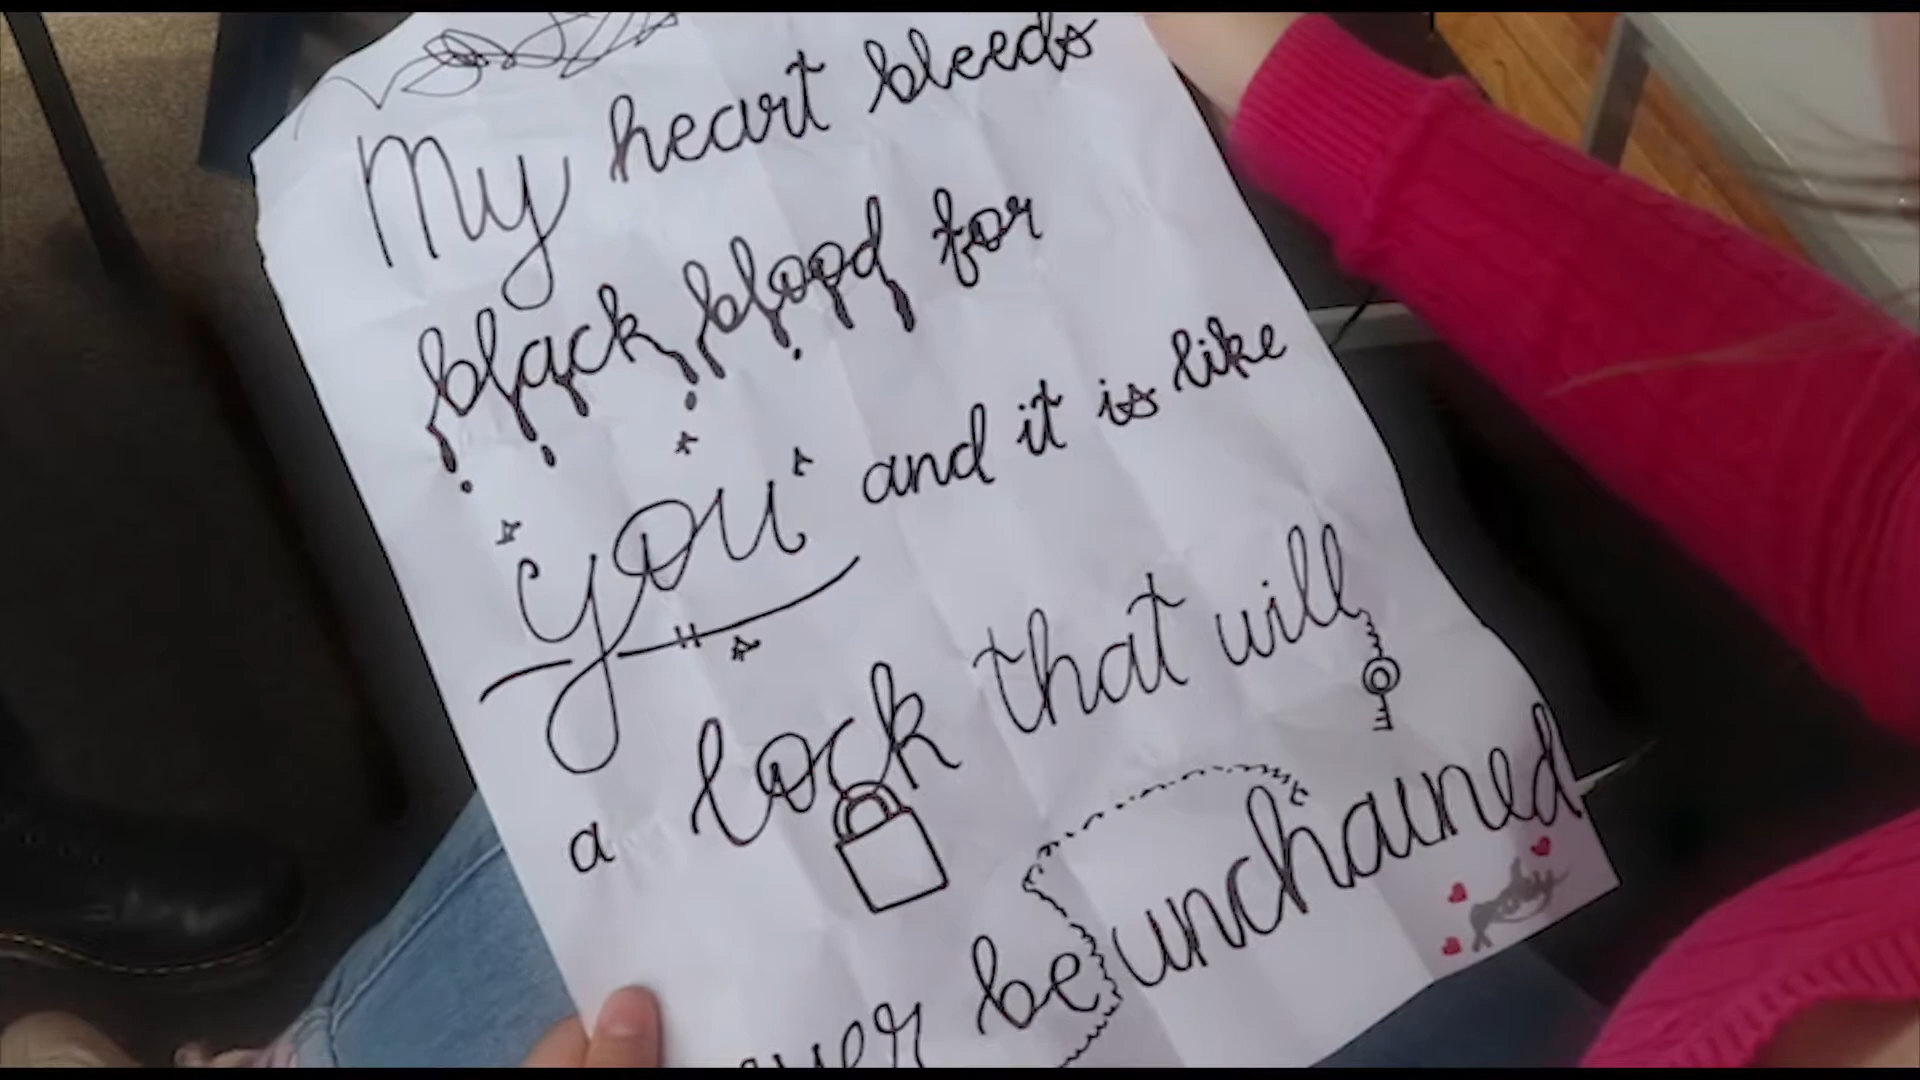 My heart bleeds
black blood for
you and it is like
a lock that will
be unchained